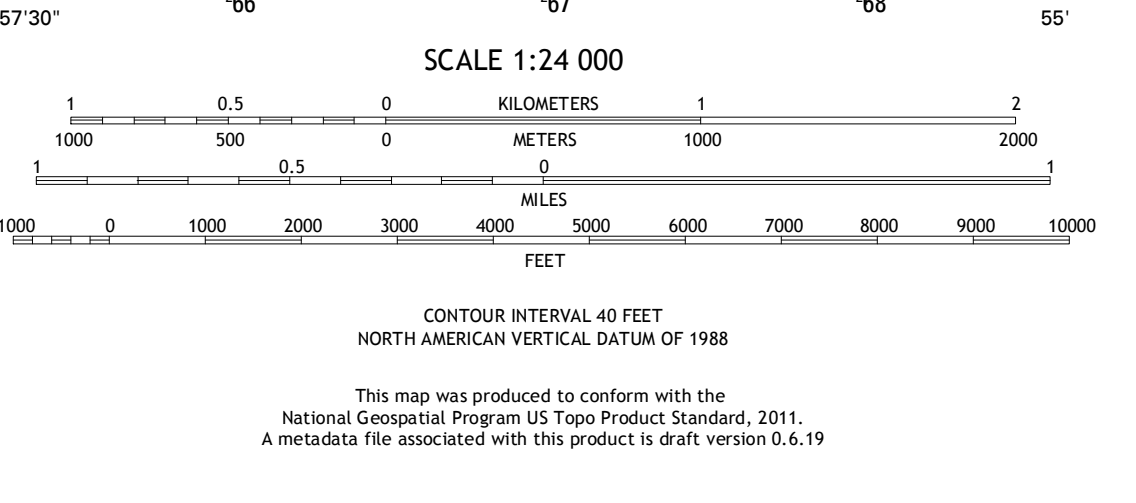 ²66 ²67 ²68
57'30" 55'
SCALE 1:24 000
1 0.5 0 KILOMETERS 1 2
1000 500 0 METERS 1000 2000
1 0.5 0 1
MILES
1000 0 1000 2000 3000 4000 5000 6000 7000 8000 9000 10000
FEET
CONTOUR INTERVAL 40 FEET
NORTH AMERICAN VERTICAL DATUM OF 1988
This map was produced to conform with the
National Geospatial Program US Topo Product Standard, 2011.
A metadata file associated with this product is draft version 0.6.19